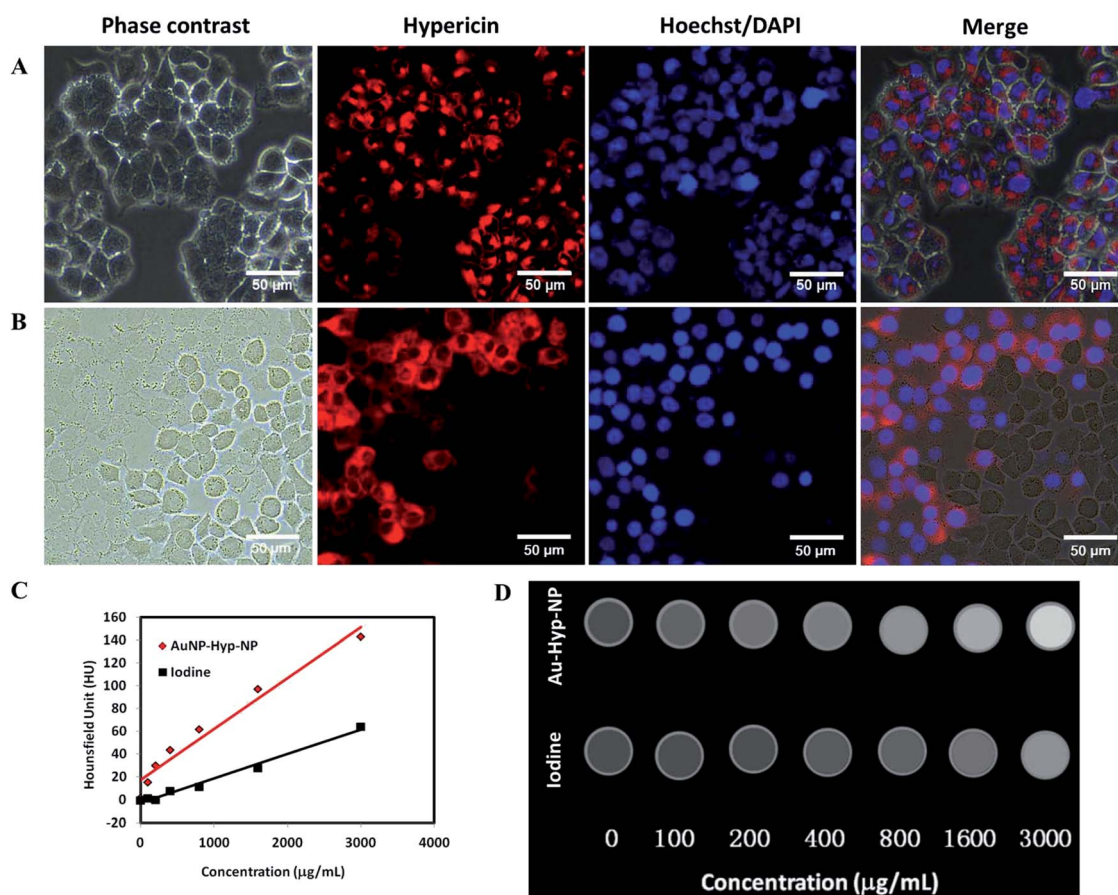 Phase contrast Hypericin Hoechst/DAPI Merge
A
50 µm 50 µm 50 µm 50 µm
B
50 µm 50 µm 50 µm 50 µm
C
160
140
120
100
80
60
40
20
0
-20
Hounsfield Unit (HU)
AuNP-Hyp-NP
Iodine
0 1000 2000 3000 4000
Concentration (µg/mL)
D
Au-Hyp-NP
Iodine
0 100 200 400 800 1600 3000
Concentration (µg/mL)